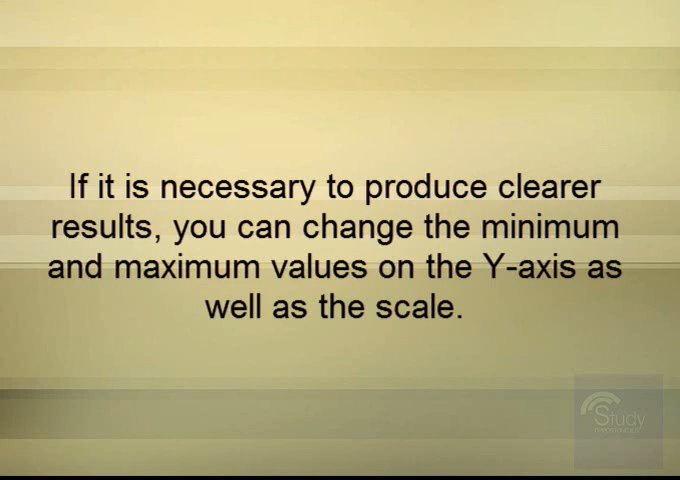 If it is necessary to produce clearer
results, you can change the minimum
and maximum values on the Y-axis as
well as the scale.
Study